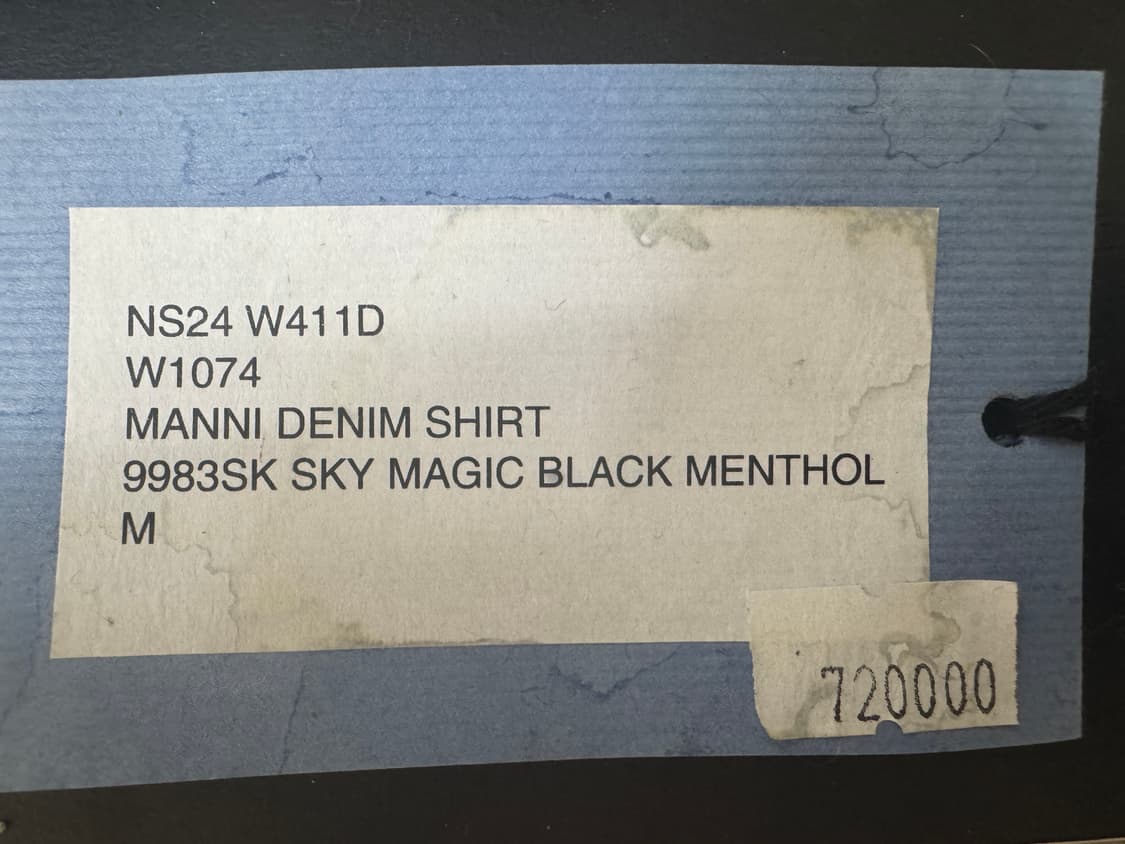 NS24 W411D
W1074
MANNI DENIM SHIRT
9983SK SKY MAGIC BLACK MENTHOL
M
720000